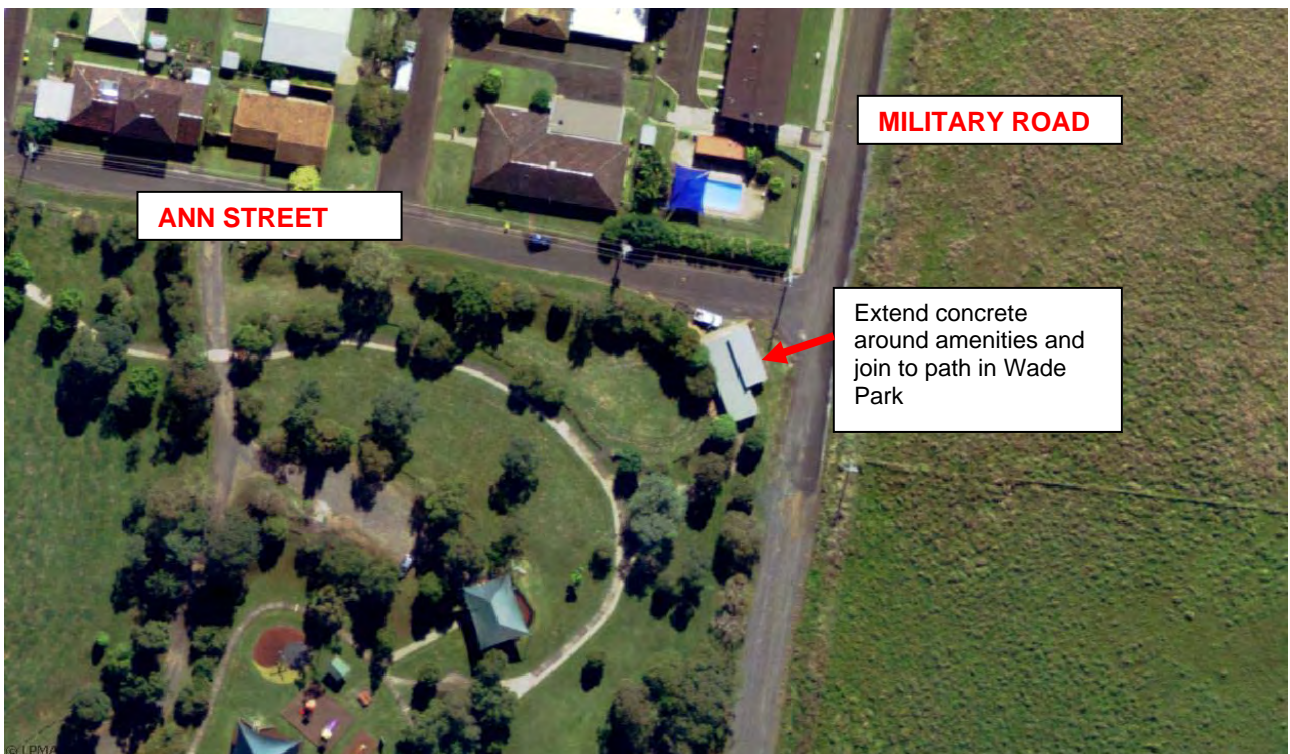 MILITARY ROAD
ANN STREET
Extend concrete
around amenities and
join to path in Wade
Park